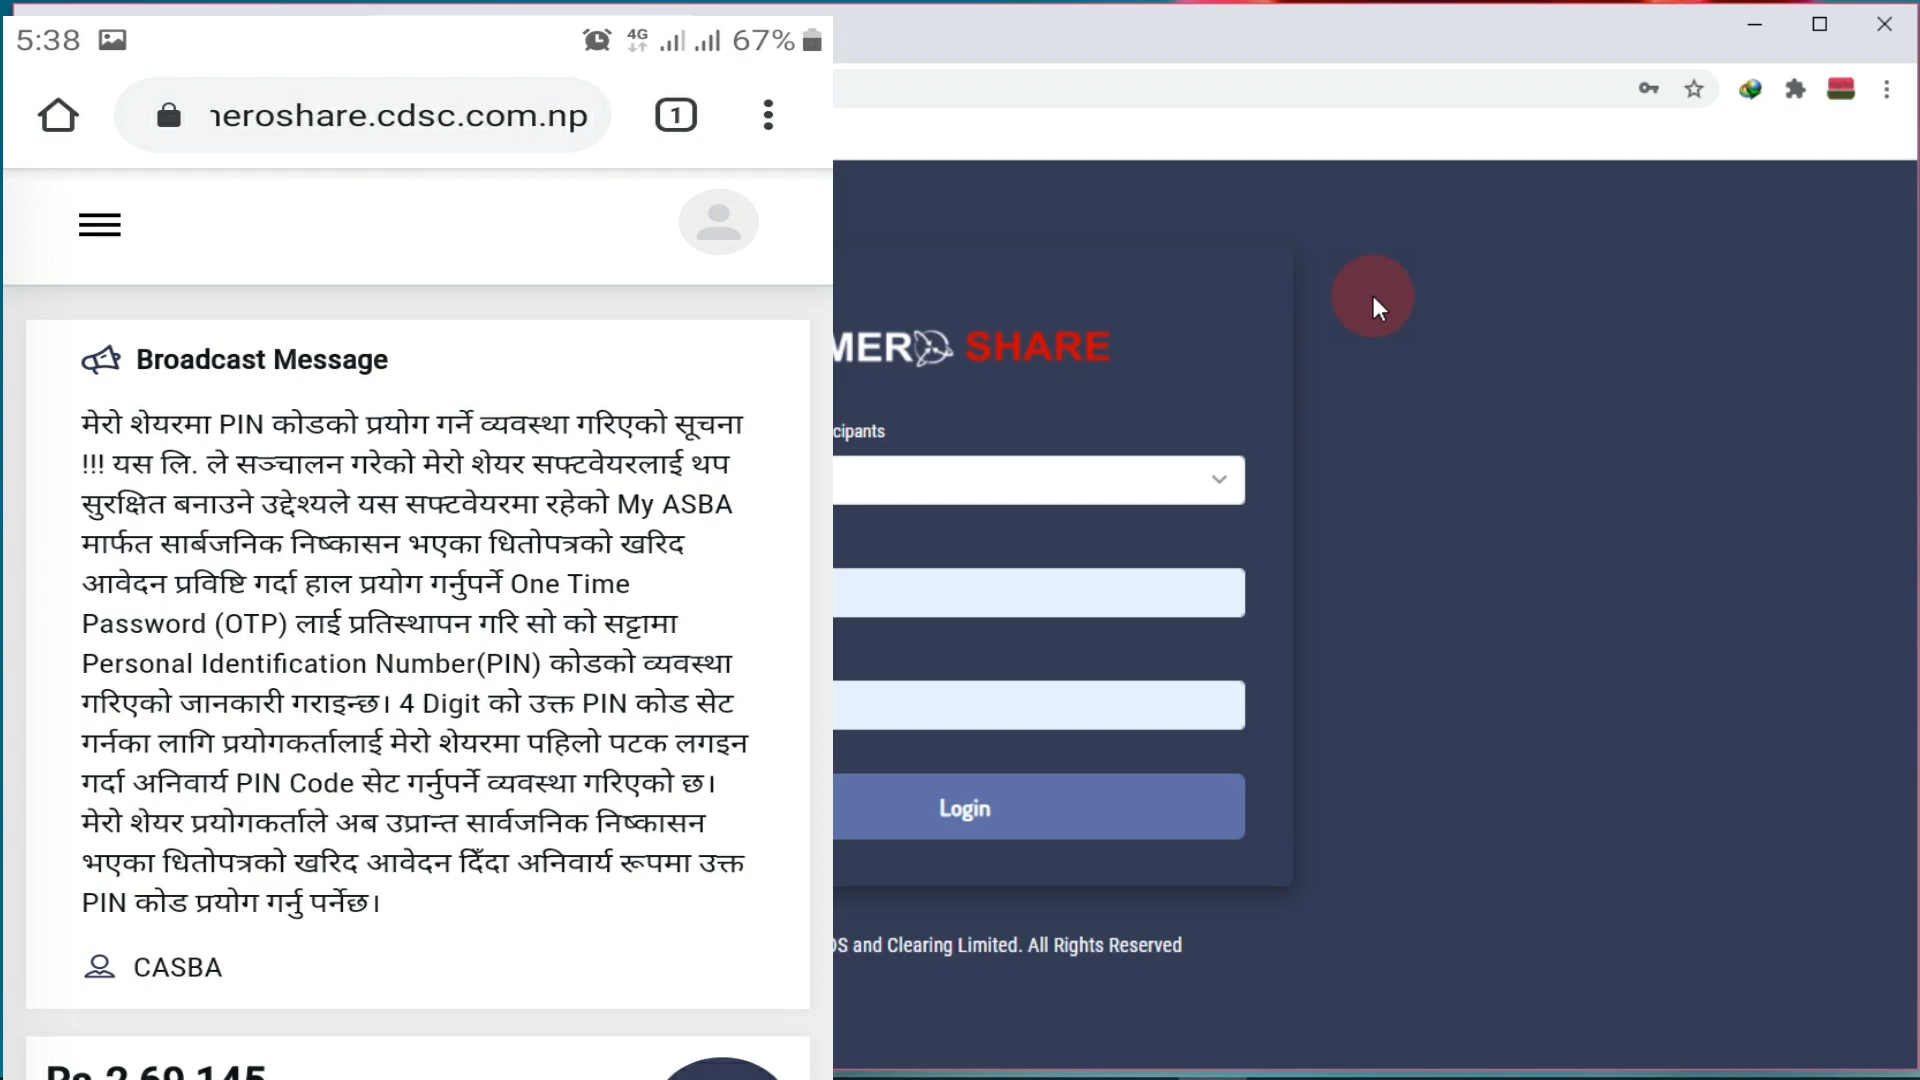 5:38
4G
67%
neroshare.cdsc.com.np
1
Broadcast Message
मेरो शेयरमा PIN कोडको प्रयोग गर्ने व्यवस्था गरिएको सूचना
!!! यस लि. ले सञ्चालन गरेको मेरो शेयर सफ्टवेयरलाई थप
सुरक्षित बनाउने उद्देश्यले यस सफ्टवेयरमा रहेको My ASBA
मार्फत सार्बजनिक निष्कासन भएका धितोपत्रको खरिद
आवेदन प्रविष्टि गर्दा हाल प्रयोग गर्नुपर्ने One Time
Password (OTP) लाई प्रतिस्थापन गरि सो को सट्टामा
Personal Identification Number(PIN) कोडको व्यवस्था
गरिएको जानकारी गराइन्छ। 4 Digit को उक्त PIN कोड सेट
गर्नका लागि प्रयोगकर्तालाई मेरो शेयरमा पहिलो पटक लगइन
गर्दा अनिवार्य PIN Code सेट गर्नुपर्ने व्यवस्था गरिएको छ।
मेरो शेयर प्रयोगकर्ताले अब उप्रान्त सार्वजनिक निष्कासन
भएका धितोपत्रको खरिद आवेदन दिँदा अनिवार्य रूपमा उक्त
PIN कोड प्रयोग गर्नु पर्नेछ।
CASBA
Rs 2,69,145
MERO SHARE
cipants
Login
DS and Clearing Limited. All Rights Reserved